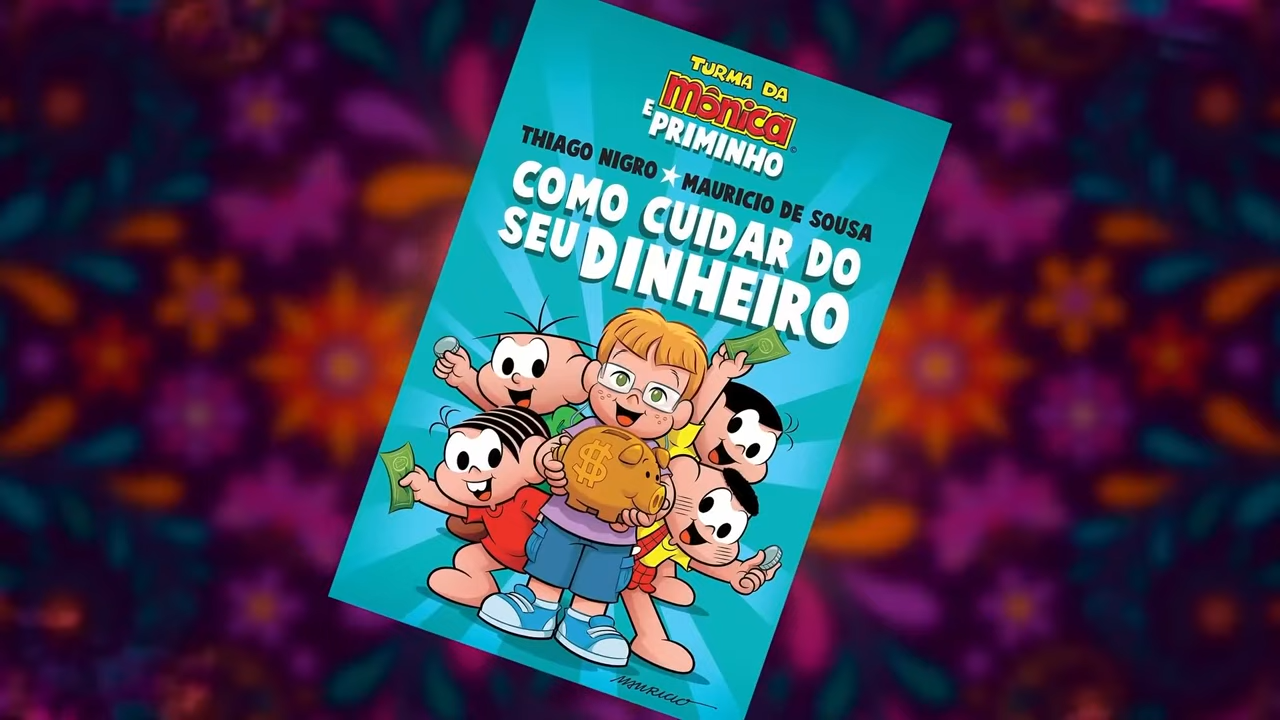 TURMA DA
MÔNICA
E PRIMINHO
THIAGO NIGRO ★ MAURICIO DE SOUSA
COMO CUIDAR DO
SEU DINHEIRO
MAURICIO